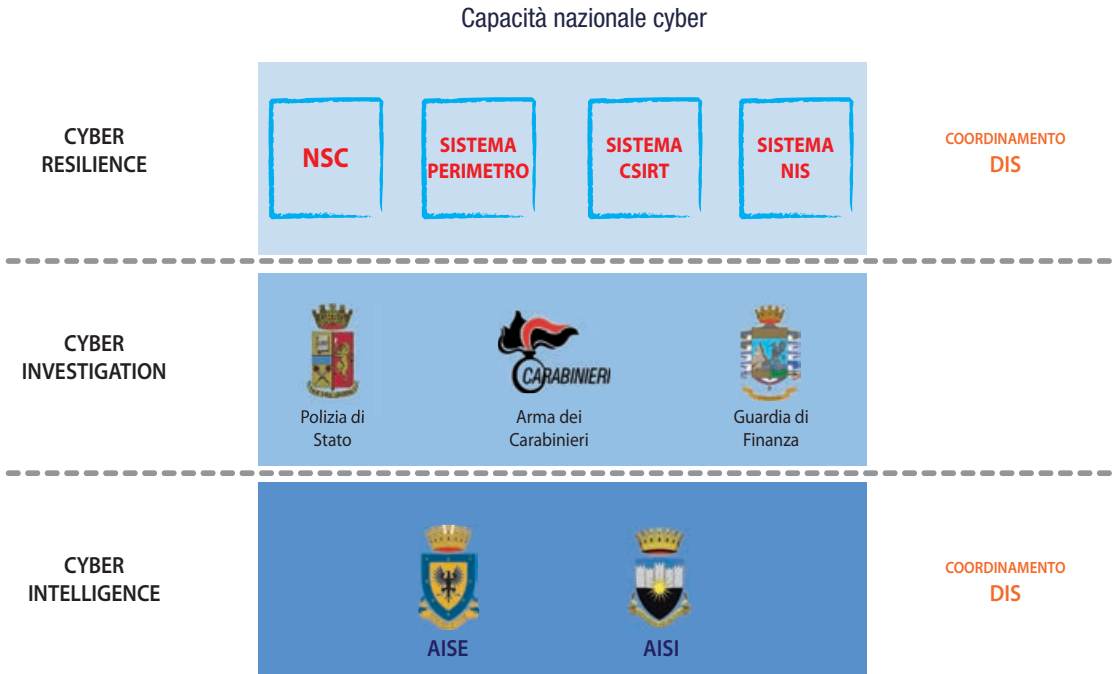 Capacità nazionale cyber
CYBER
RESILIENCE
NSC
SISTEMA
PERIMETRO
SISTEMA
CSIRT
SISTEMA
NIS
COORDINAMENTO
DIS
CYBER
INVESTIGATION
CARABINIERI
Polizia di
Stato
Arma dei
Carabinieri
Guardia di
Finanza
CYBER
INTELLIGENCE
AISE
AISI
COORDINAMENTO
DIS